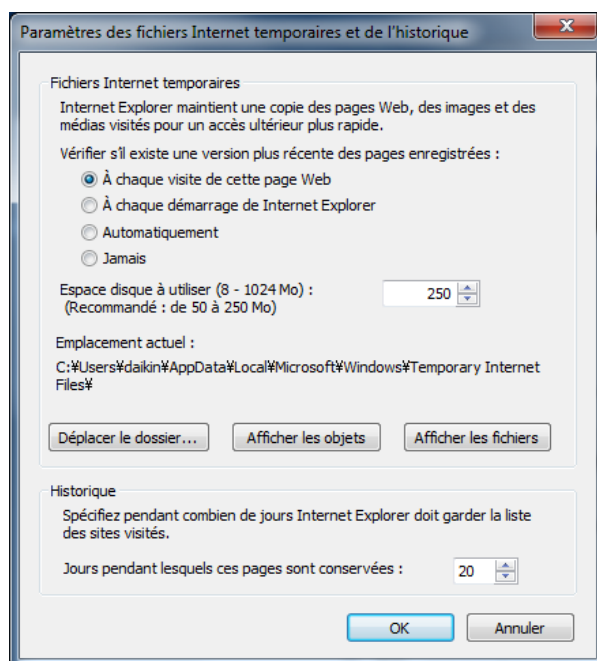 Paramètres des fichiers Internet temporaires et de l'historique
Fichiers Internet temporaires
Internet Explorer maintient une copie des pages Web, des images et des
médias visités pour un accès ultérieur plus rapide.
Vérifier s'il existe une version plus récente des pages enregistrées :
À chaque visite de cette page Web
À chaque démarrage de Internet Explorer
Automatiquement
Jamais
Espace disque à utiliser (8 - 1024 Mo) : 250
(Recommandé : de 50 à 250 Mo)
Emplacement actuel :
C:¥Users¥daikin¥AppData¥Local¥Microsoft¥Windows¥Temporary Internet
Files¥
Déplacer le dossier... Afficher les objets Afficher les fichiers
Historique
Spécifiez pendant combien de jours Internet Explorer doit garder la liste
des sites visités.
Jours pendant lesquels ces pages sont conservées : 20
OK Annuler